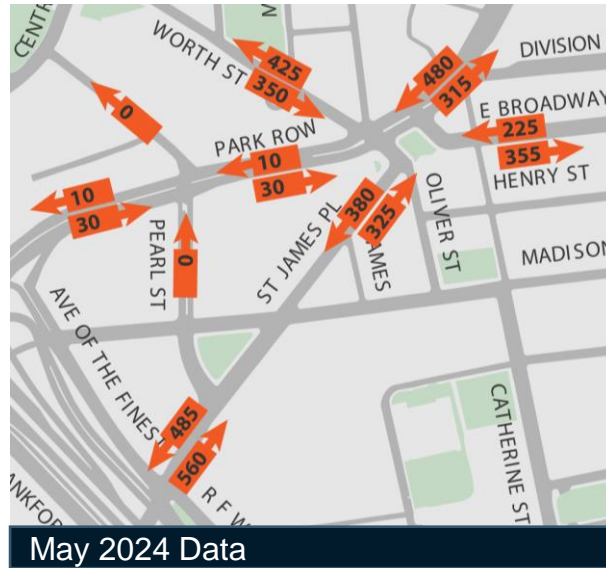 WORTH ST
425
350
480
315
DIVISION
E BROADWAY
225
355
HENRY ST
0
PARK ROW
10
30
10
30
380
325
OLIVER ST
ST JAMES PL
JAMES
MADISON
PEARL ST
0
AVE OF THE FINEST
CATHERINE ST
485
560
R F W
May 2024 Data